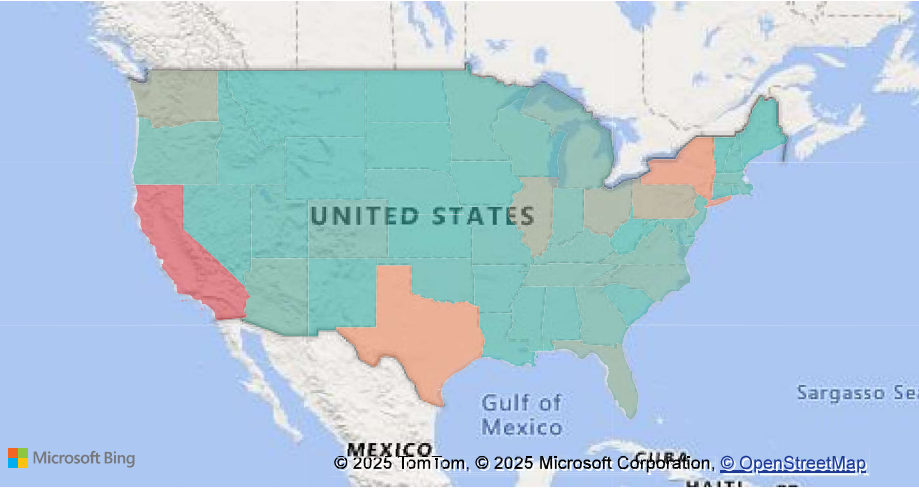 UNITED STATES
Gulf of
Mexico
Sargasso Sea
MEXICO
CUBA
Microsoft Bing
© 2025 TomTom, © 2025 Microsoft Corporation, © OpenStreetMap
HAITI